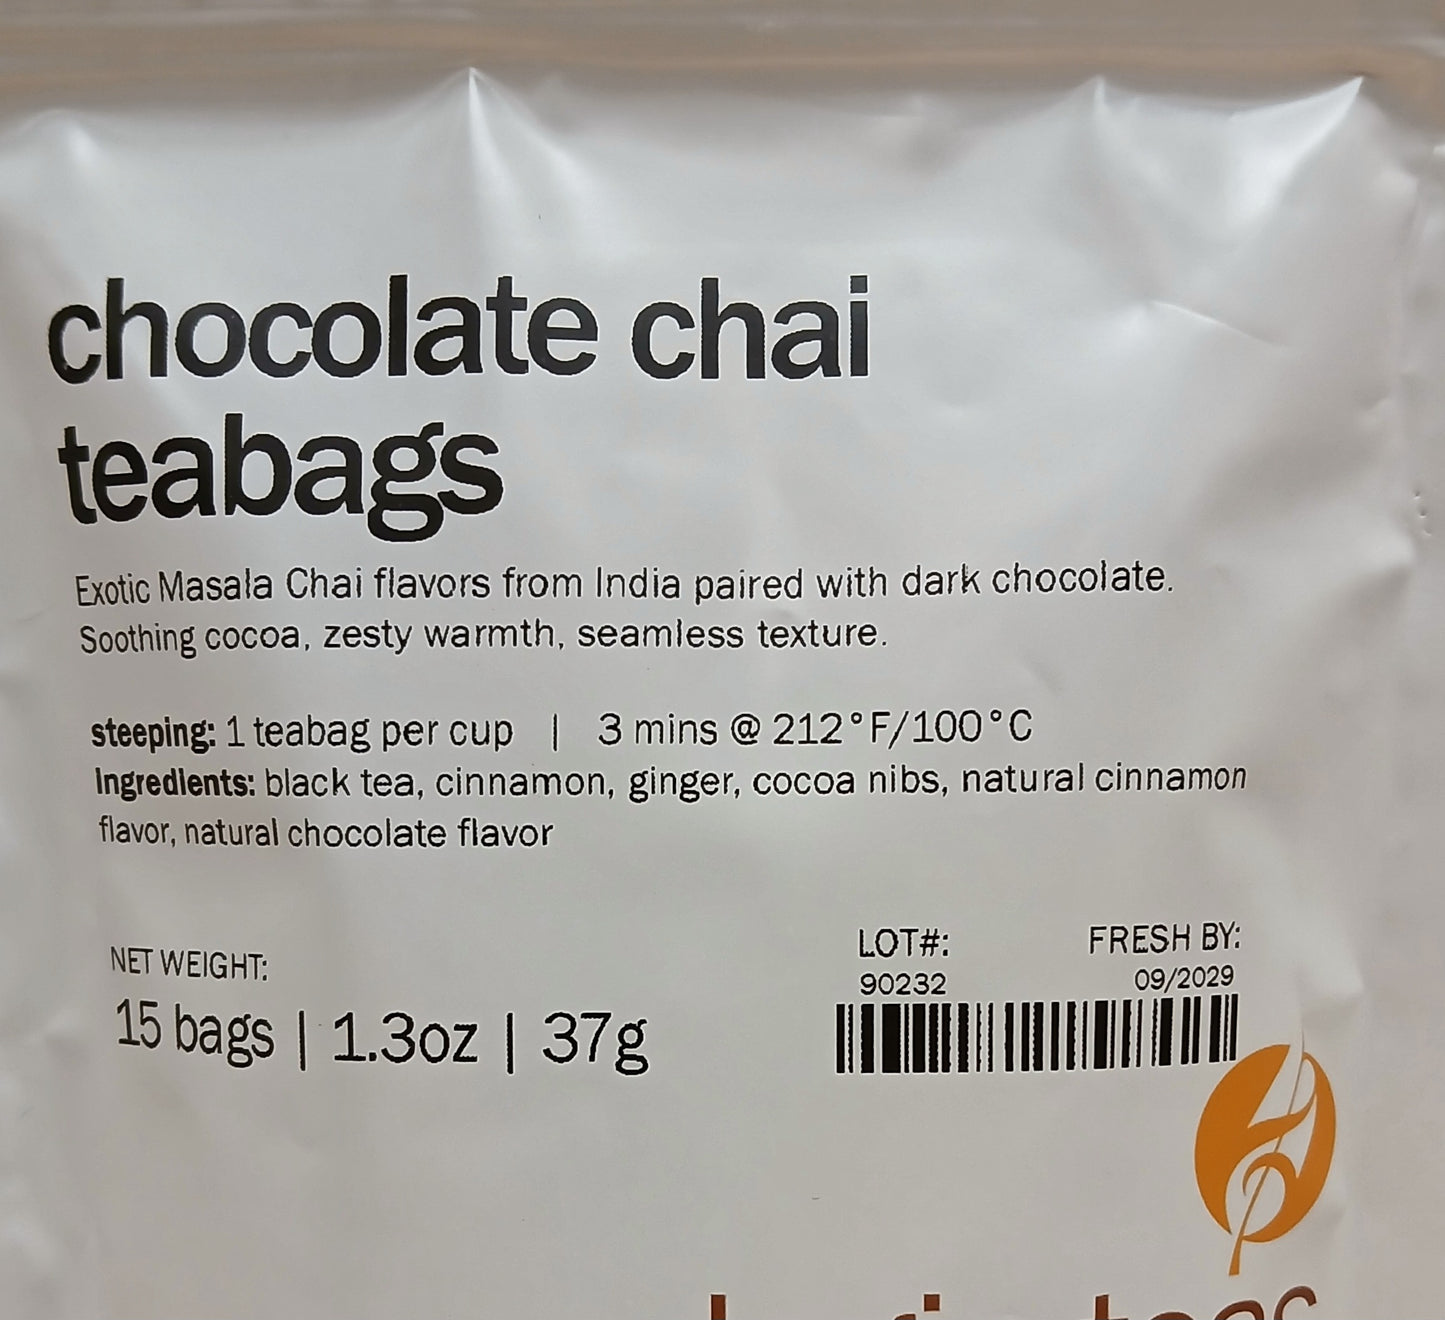 chocolate chai
teabags
Exotic Masala Chai flavors from India paired with dark chocolate.
Soothing cocoa, zesty warmth, seamless texture.
steeping: 1 teabag per cup | 3 mins @ 212°F/100°C
Ingredients: black tea, cinnamon, ginger, cocoa nibs, natural cinnamon
flavor, natural chocolate flavor
NET WEIGHT:
15 bags | 1.3oz | 37g
LOT#:
90232
FRESH BY:
09/2029